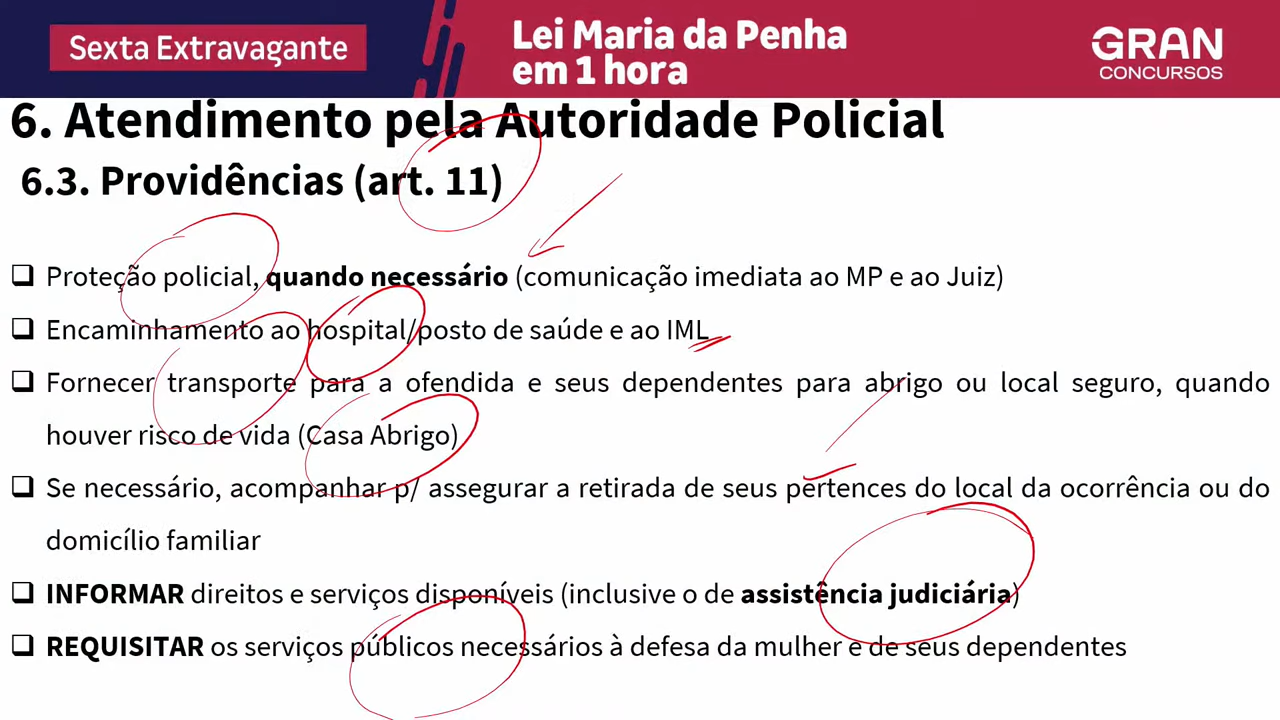 Sexta Extravagante
Lei Maria da Penha
em 1 hora
GRAN
CONCURSOS
6. Atendimento pela Autoridade Policial
6.3. Providências (art. 11)
Proteção policial, quando necessário (comunicação imediata ao MP e ao Juiz)
Encaminhamento ao hospital/posto de saúde e ao IML
Fornecer transporte para a ofendida e seus dependentes para abrigo ou local seguro, quando
houver risco de vida (Casa Abrigo)
Se necessário, acompanhar p/ assegurar a retirada de seus pertences do local da ocorrência ou do
domicílio familiar
INFORMAR direitos e serviços disponíveis (inclusive o de assistência judiciária)
REQUISITAR os serviços públicos necessários à defesa da mulher e de seus dependentes